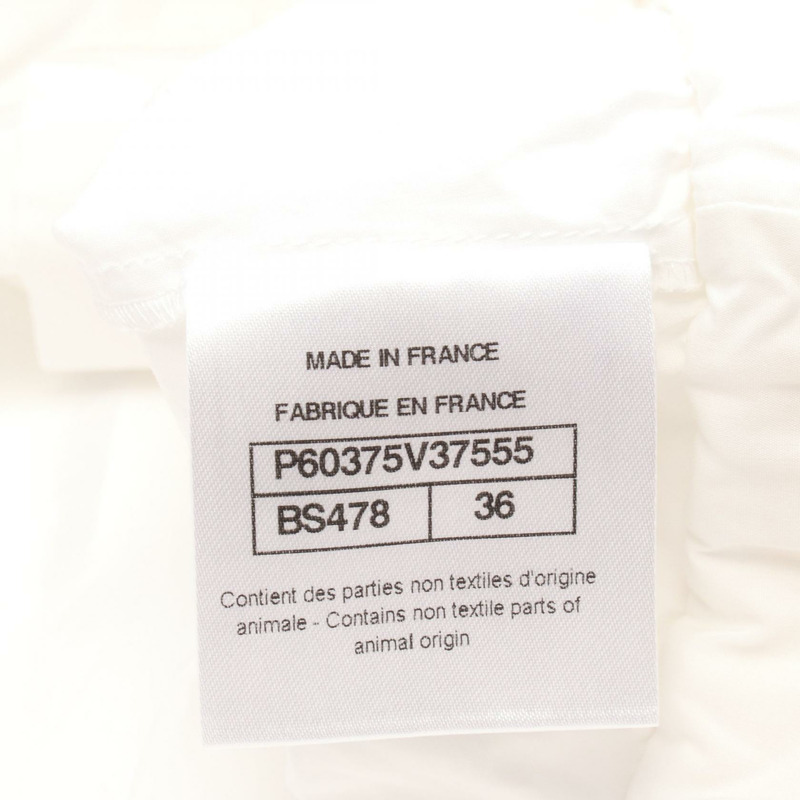 MADE IN FRANCE
FABRIQUE EN FRANCE
P60375V37555
BS478 36
Contient des parties non textiles d'origine
animale - Contains non textile parts of
animal origin